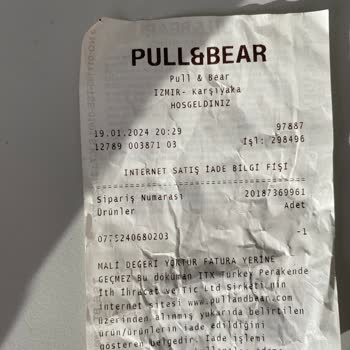 PULL&BEAR
Pull & Bear
IZMIR- Karşıyaka
HOSGELDINIZ
19.01.2024 20:29 97887
12789 003871 03 İşl: 298496
INTERNET SATIŞ İADE BILGI FIŞI
Sipariş Numarası 20187369961
Ürünler Adet
0775240680203 -1
MALİ DEĞERİ YOKTUR FATURA YERİNE
GEÇMEZ Bu doküman ITX Turkey Perakende
İth İhracat ve Tic Ltd Şirketi'nin
internet sitesi www.pullandbear.com
üzerinden alınmış yukarıda belirtilen
ürün/ürünlerin iade edildiğini
gösteren belgedir. İade işlemi